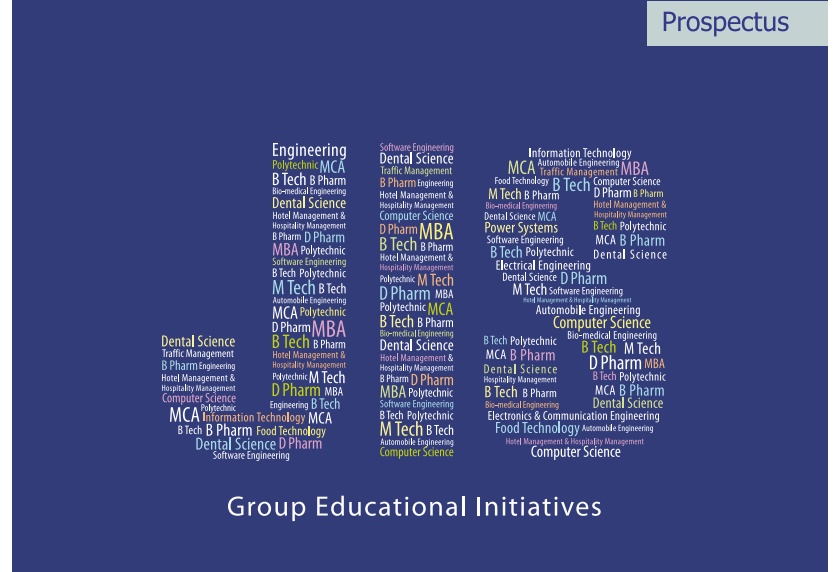 Prospectus
Engineering
Polytechnic MCA
B Tech B Pharm
Bio-medical Engineering
Dental Science
Hotel Management &
Hospitality Management
B Pharm D Pharm
MBA Polytechnic
Software Engineering
B Tech Polytechnic
M Tech B Tech
Automobile Engineering
MCA Polytechnic
D Pharm MBA
B Tech B Pharm
Hotel Management &
Hospitality Management
Polytechnic M Tech
D Pharm MBA
Engineering B Tech
Dental Science
Traffic Management
B Pharm Engineering
Hotel Management &
Hospitality Management
Computer Science
Polytechnic
MCA Information Technology MCA
B Tech B Pharm Food Technology
Dental Science D Pharm
Software Engineering
Software Engineering
Dental Science
Traffic Management
B Pharm Engineering
Hotel Management &
Hospitality Management
Computer Science
D Pharm MBA
B Tech B Pharm
Hotel Management &
Hospitality Management
Polytechnic M Tech
D Pharm MBA
Polytechnic MCA
B Tech B Pharm
Bio-medical Engineering
Dental Science
Hotel Management &
Hospitality Management
B Pharm D Pharm
MBA Polytechnic
Software Engineering
B Tech Polytechnic
M Tech B Tech
Automobile Engineering
Computer Science
Information Technology
MCA Automobile Engineering MBA
Traffic Management
Food Technology B Tech Computer Science
M Tech B Pharm D Pharm B Pharm
Bio-medical Engineering Hotel Management &
Dental Science MCA Hospitality Management
Power Systems B Tech Polytechnic
Software Engineering MCA B Pharm
B Tech Polytechnic Dental Science
Electrical Engineering
Dental Science D Pharm
M Tech Software Engineering
Hotel Management & Hospitality Management
Automobile Engineering
Computer Science
Bio-medical Engineering
B Tech Polytechnic B Tech M Tech
MCA B Pharm D Pharm MBA
Dental Science B Tech Polytechnic
Hospitality Management MCA B Pharm
B Tech B Pharm Dental Science
Bio-medical Engineering
Electronics & Communication Engineering
Food Technology Automobile Engineering
Hotel Management & Hospitality Management
Computer Science
Group Educational Initiatives